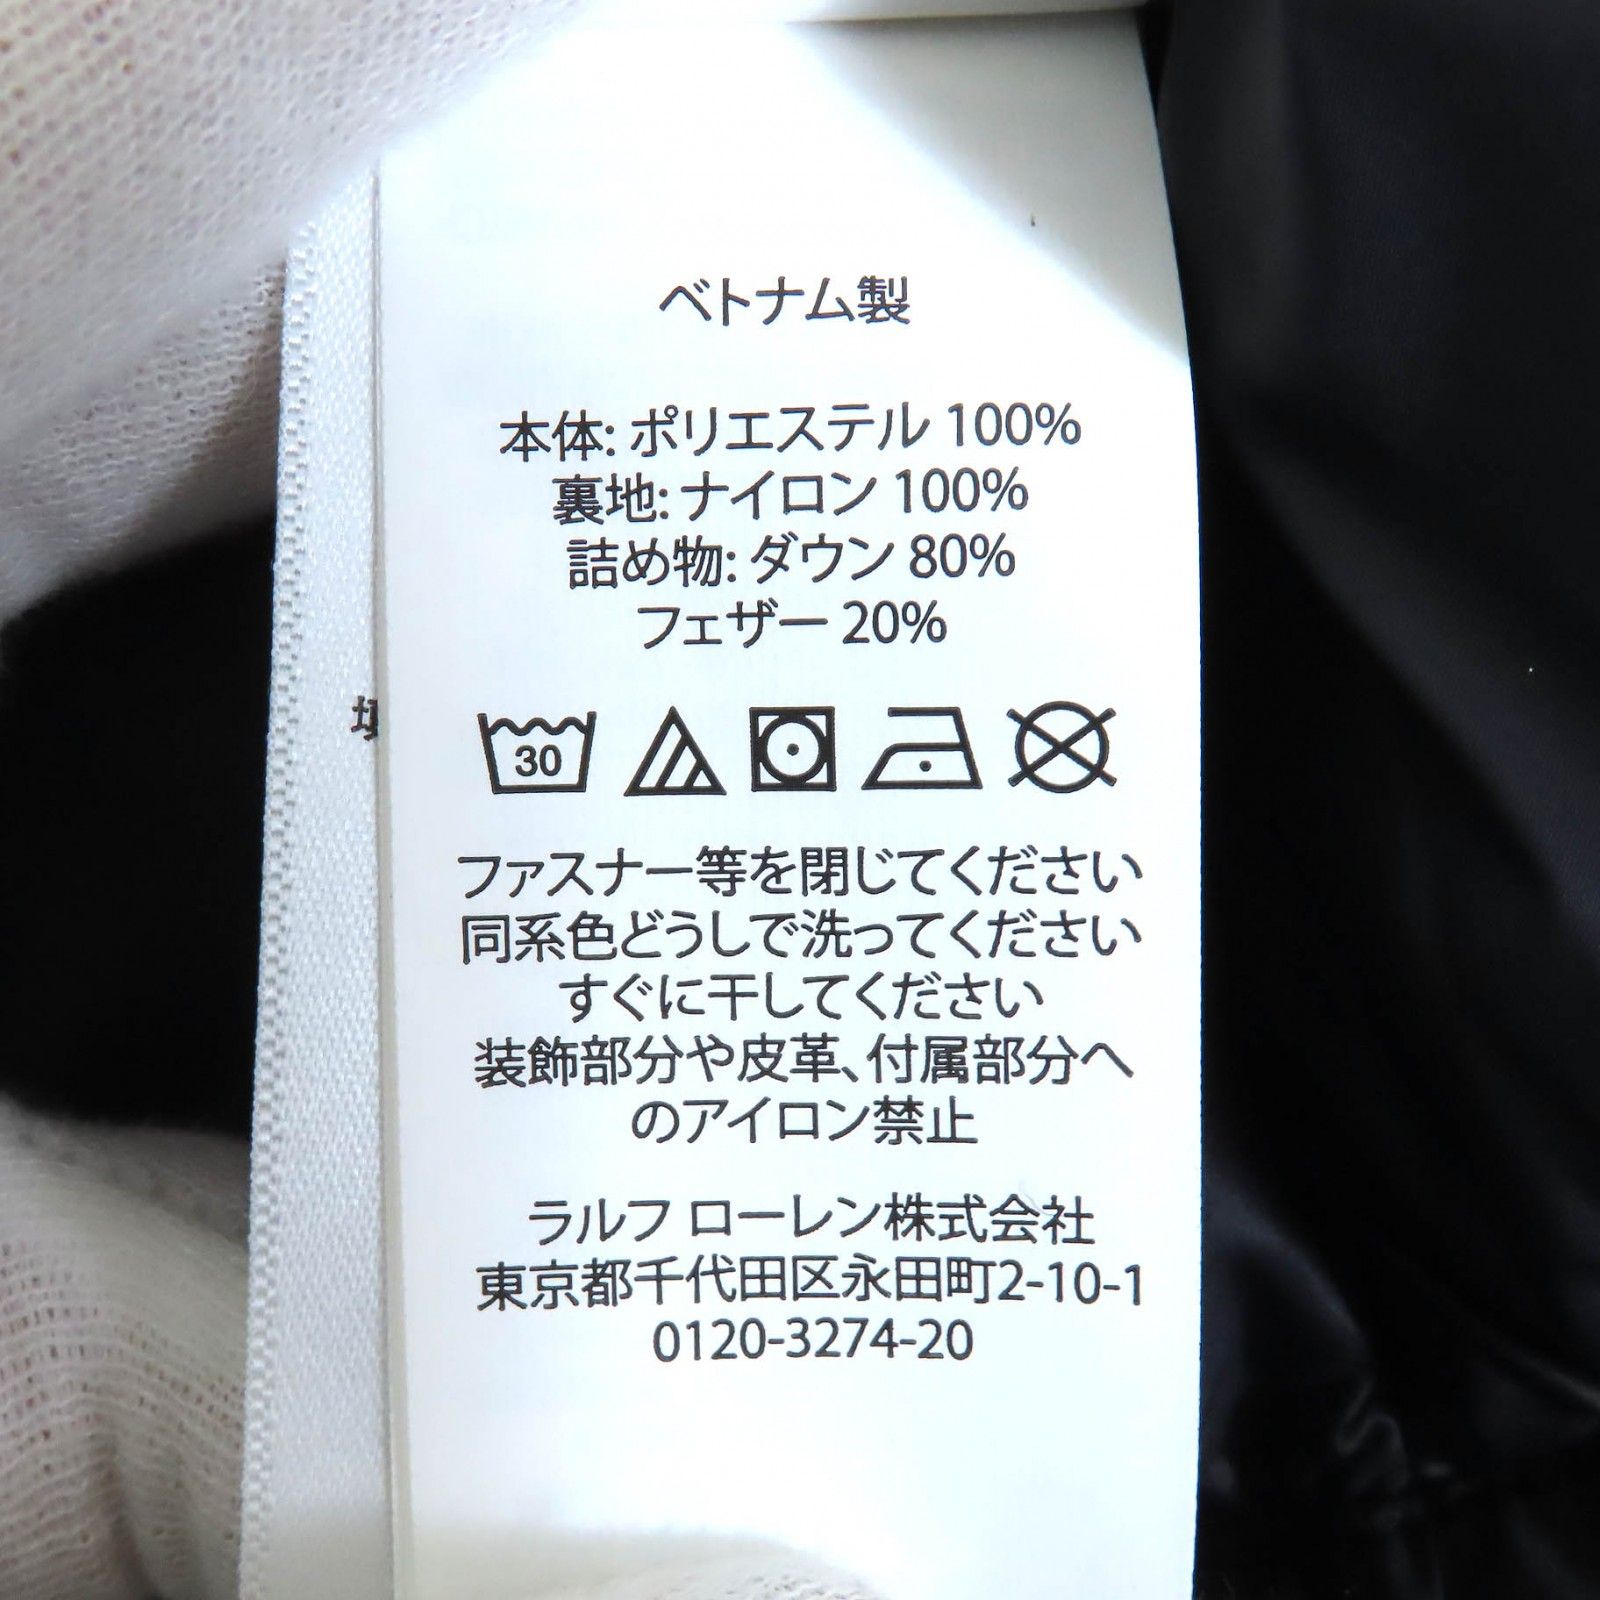 ベトナム製
本体: ポリエステル 100%
裏地: ナイロン 100%
詰め物: ダウン 80%
フェザー 20%
30
ファスナー等を閉じてください
同系色どうしで洗ってください
すぐに干してください
装飾部分や皮革、付属部分へ
のアイロン禁止
ラルフ ローレン株式会社
東京都千代田区永田町2-10-1
0120-3274-20